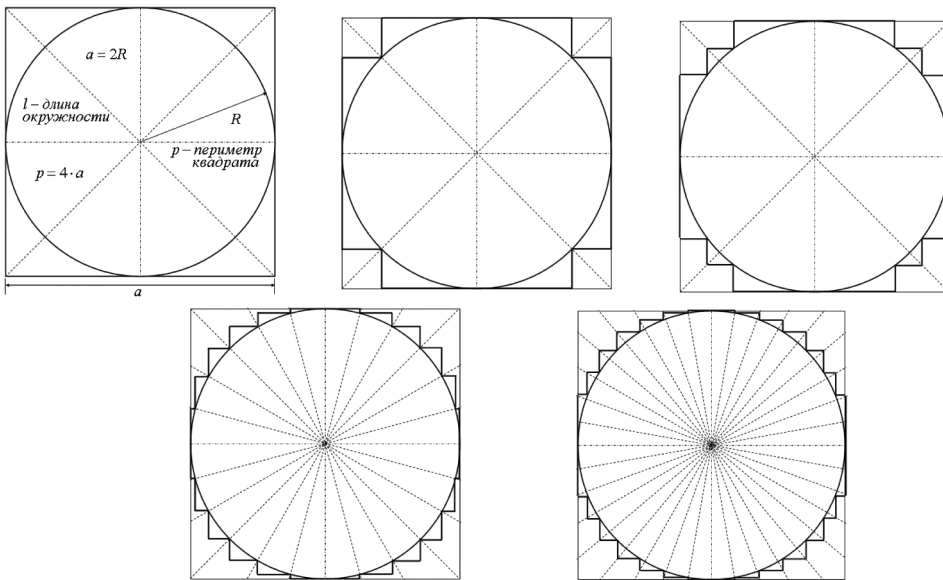 a = 2R
l – длина
окружности
R
p – периметр
квадрата
p = 4 · a
a